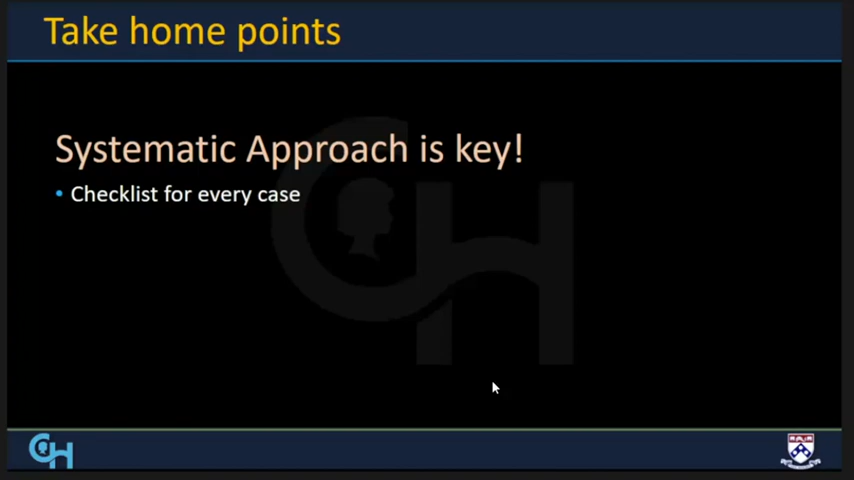 Take home points
Systematic Approach is key!
• Checklist for every case